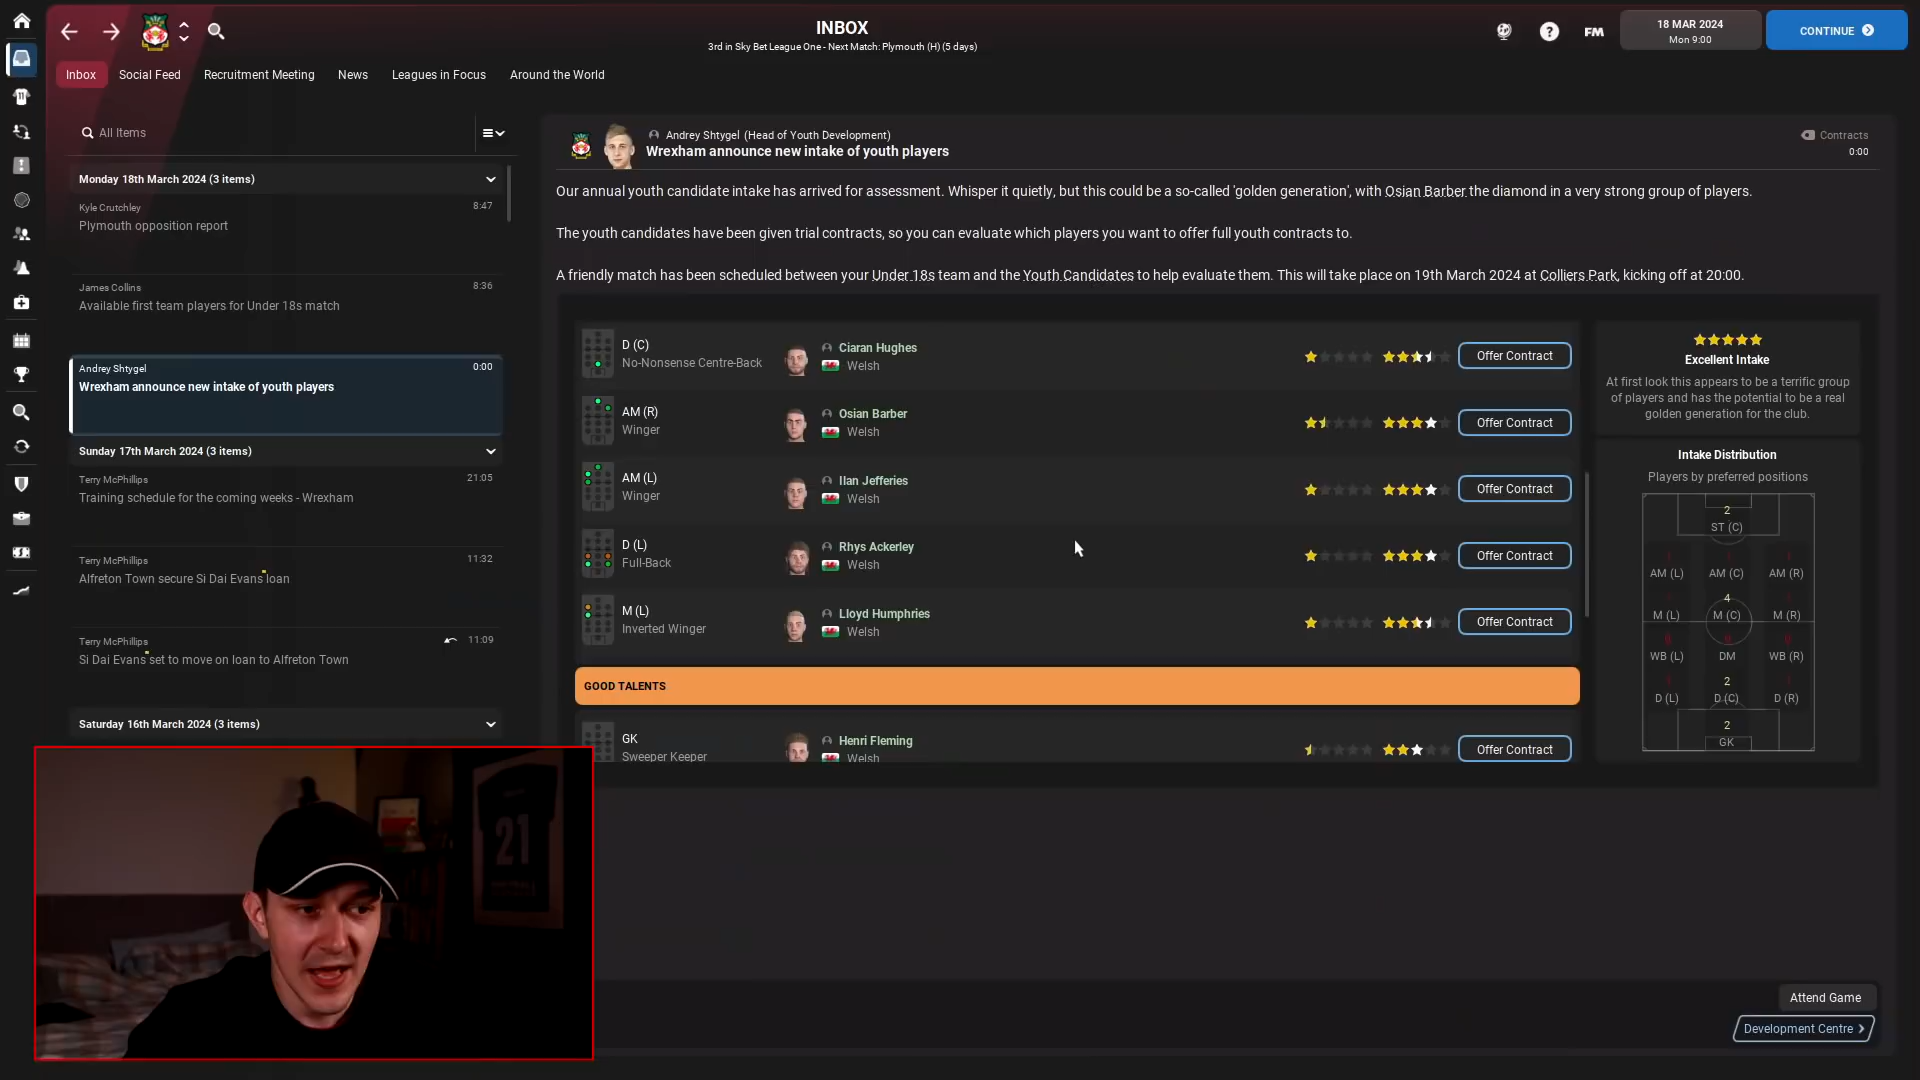 INBOX
3rd in Sky Bet League One - Next Match: Plymouth (H) (5 days)
FM
18 MAR 2024
Mon 9:00
CONTINUE
Inbox
Social Feed
Recruitment Meeting
News
Leagues in Focus
Around the World
All Items
Monday 18th March 2024 (3 items)
Kyle Crutchley
8:47
Plymouth opposition report
James Collins
8:36
Available first team players for Under 18s match
Andrey Shtygel
0:00
Wrexham announce new intake of youth players
Sunday 17th March 2024 (3 items)
Terry McPhillips
21:05
Training schedule for the coming weeks - Wrexham
Terry McPhillips
11:32
Alfreton Town secure Si Dai Evans loan
Terry McPhillips
11:09
Si Dai Evans set to move on loan to Alfreton Town
Saturday 16th March 2024 (3 items)
Andrey Shtygel (Head of Youth Development)
Wrexham announce new intake of youth players
Contracts
0:00
Our annual youth candidate intake has arrived for assessment. Whisper it quietly, but this could be a so-called 'golden generation', with Osian Barber the diamond in a very strong group of players.
The youth candidates have been given trial contracts, so you can evaluate which players you want to offer full youth contracts to.
A friendly match has been scheduled between your Under 18s team and the Youth Candidates to help evaluate them. This will take place on 19th March 2024 at Colliers Park, kicking off at 20:00.
D (C)
No-Nonsense Centre-Back
Ciaran Hughes
Welsh
Offer Contract
AM (R)
Winger
Osian Barber
Welsh
Offer Contract
AM (L)
Winger
Ilan Jefferies
Welsh
Offer Contract
D (L)
Full-Back
Rhys Ackerley
Welsh
Offer Contract
M (L)
Inverted Winger
Lloyd Humphries
Welsh
Offer Contract
GOOD TALENTS
GK
Sweeper Keeper
Henri Fleming
Welsh
Offer Contract
Excellent Intake
At first look this appears to be a terrific group
of players and has the potential to be a real
golden generation for the club.
Intake Distribution
Players by preferred positions
2
ST (C)
AM (L)
AM (C)
AM (R)
4
M (L)
M (C)
M (R)
WB (L)
DM
WB (R)
2
D (L)
D (C)
D (R)
2
GK
21
Attend Game
Development Centre